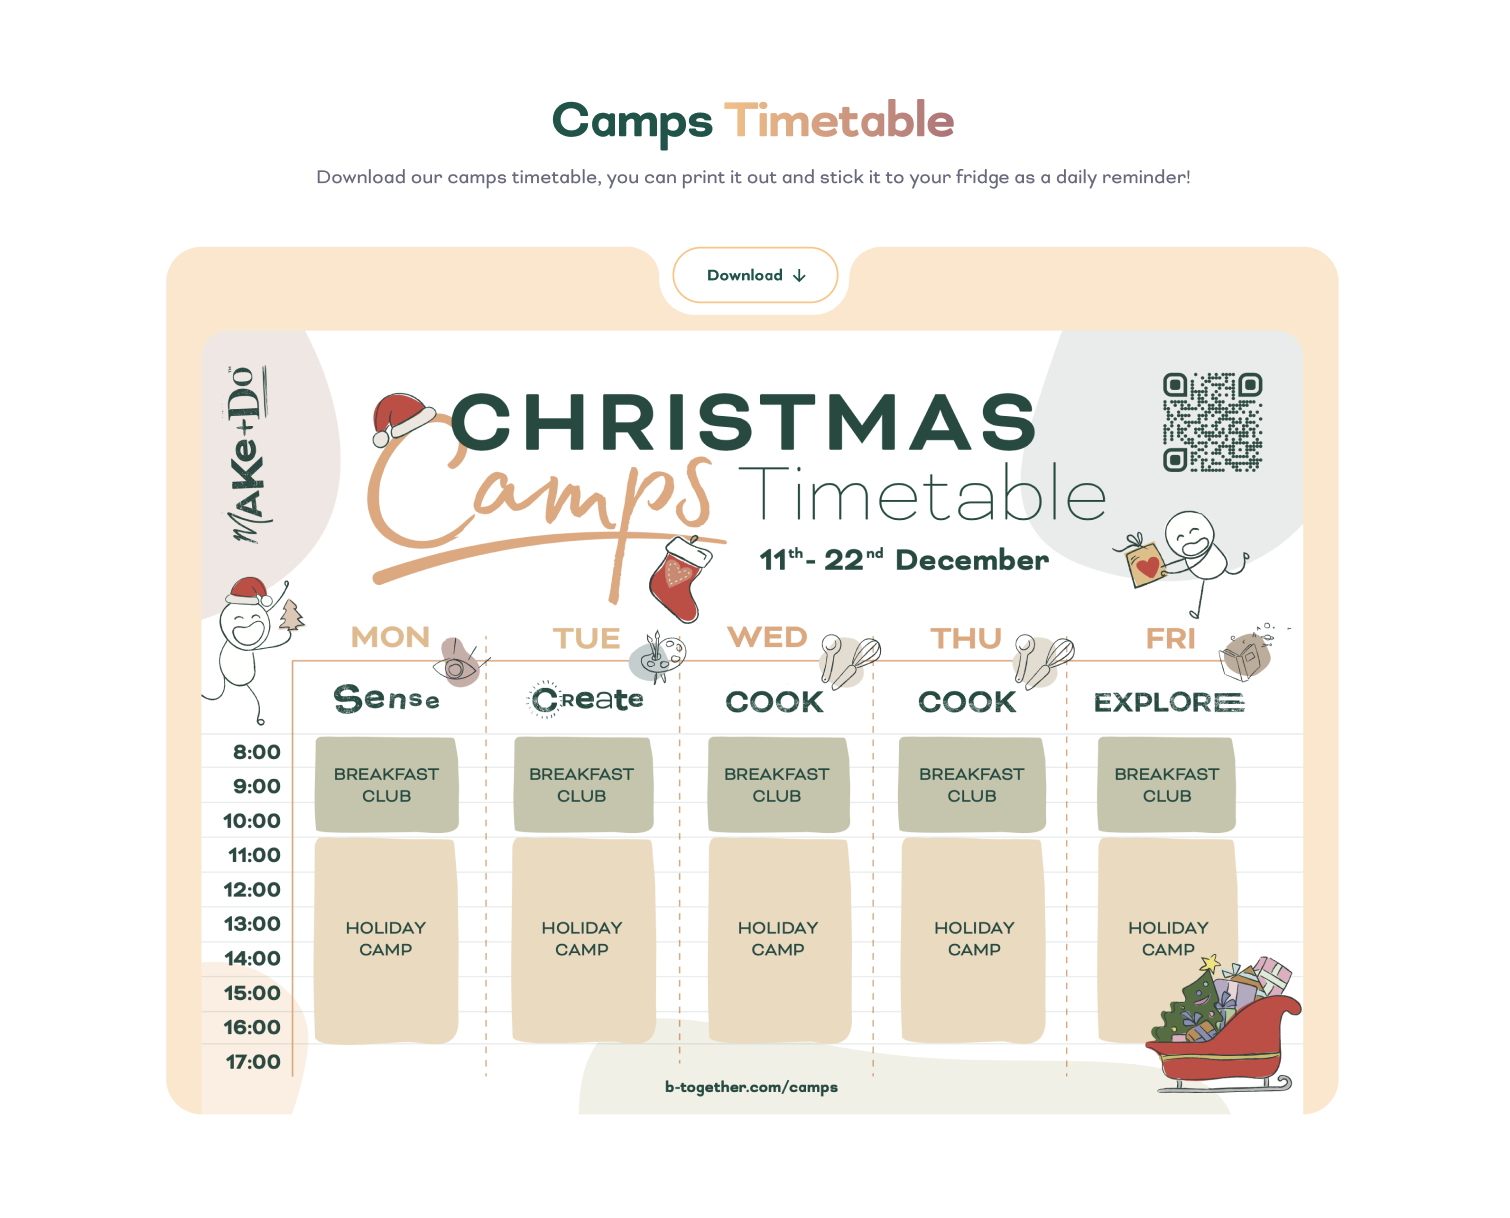 Camps Timetable
Download our camps timetable, you can print it out and stick it to your fridge as a daily reminder!
Download
MAKe+Do™
CHRISTMAS
Camps Timetable
11th - 22nd December
MON TUE WED THU FRI
Sense Create COOK COOK EXPLORE
8:00
BREAKFAST CLUB
BREAKFAST CLUB
BREAKFAST CLUB
BREAKFAST CLUB
BREAKFAST CLUB
9:00
10:00
11:00
12:00
13:00
HOLIDAY CAMP
HOLIDAY CAMP
HOLIDAY CAMP
HOLIDAY CAMP
HOLIDAY CAMP
14:00
15:00
16:00
17:00
b-together.com/camps